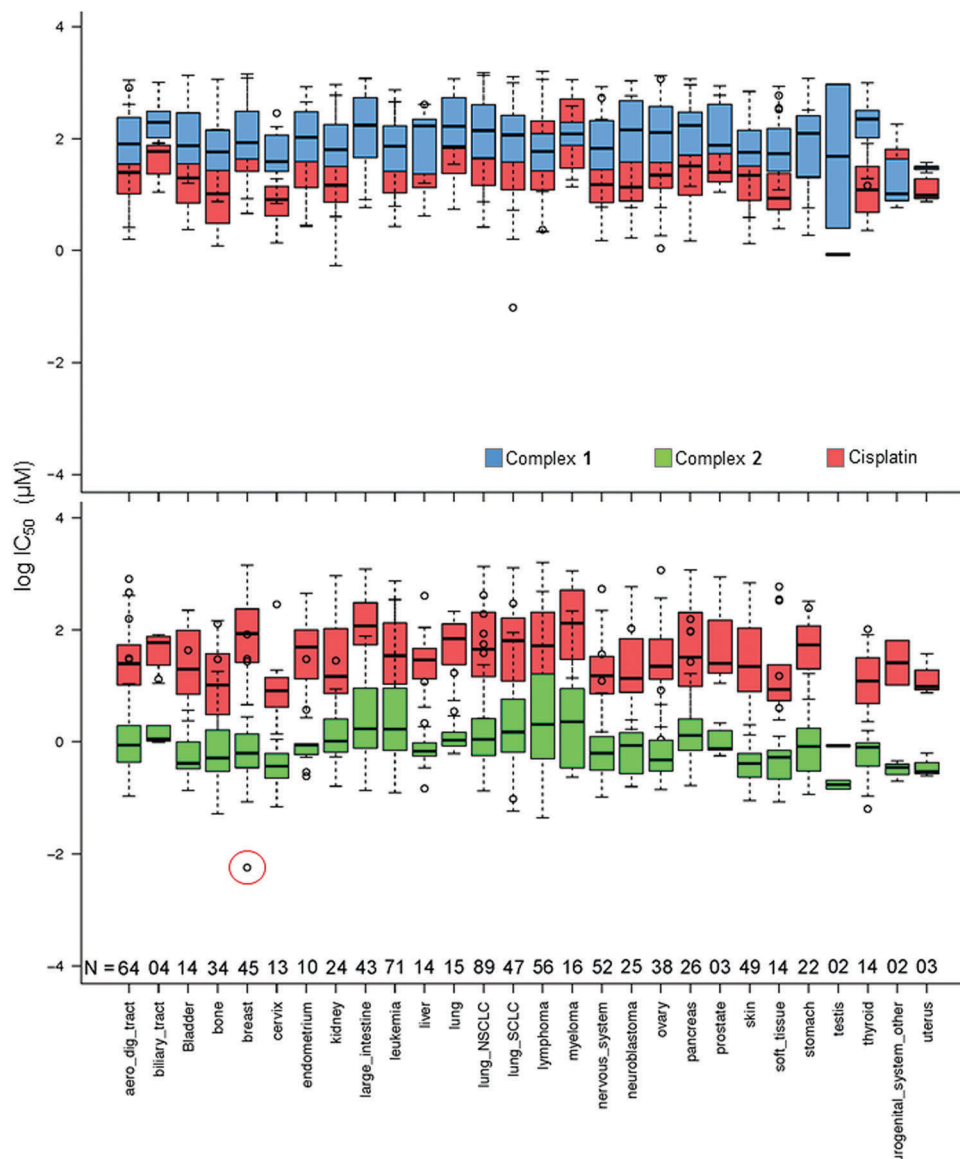 4
2
0
−2
−4
Complex 1
Complex 2
Cisplatin
log IC50 (µM)
4
2
0
−2
−4
N = 64 04 14 34 45 13 10 24 43 71 14 15 89 47 56 16 52 25 38 26 03 49 14 22 02 14 02 03
aero_dig_tract
biliary_tract
Bladder
bone
breast
cervix
endometrium
kidney
large_intestine
leukemia
liver
lung
lung_NSCLC
lung_SCLC
lymphoma
myeloma
nervous_system
neuroblastoma
ovary
pancreas
prostate
skin
soft_tissue
stomach
testis
thyroid
urogenital_system_other
uterus